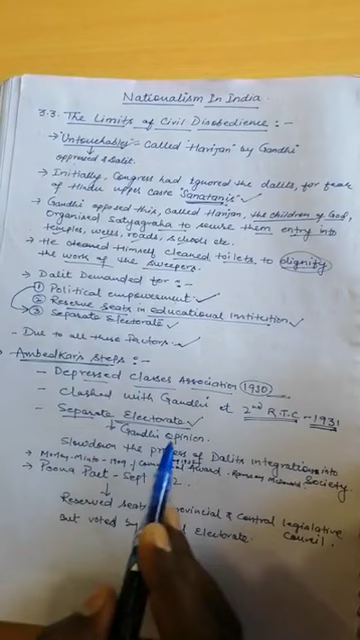 Nationalism In India
3.3. The Limits of Civil Disobedience :-
→ 'Untouchables' = called "Harijan" by Gandhi
oppressed & Dalit.
→ Initially, Congress had ignored the dalits, for fear
of Hindu upper caste "Sanatanis"
→ Gandhi opposed this, called Harijan, the children of God,
Organised Satyagraha to secure them entry into
temples, wells, roads, schools etc.
→ He cleaned Himself cleaned toilets to dignify
the work of the sweepers.
→ Dalit Demanded for :-
① Political empowerment
② Reserve seats in educational Institution
→ ③ Separate Electorate
- Due to all these factors
Ambedkar's steps :-
- Depressed Classes Association (1930)
- Clashed with Gandhi at 2nd R.T.C - 1931
- Separate Electorate
↳ Gandhi opinion.
Slowdown the of Dalits Integration into
Society
→ Morley-Minto - 1909 / Award - Ramsay
→ Poona Pact - Sept
Reserved & Central legislative
Council.
but voted by Electorate.